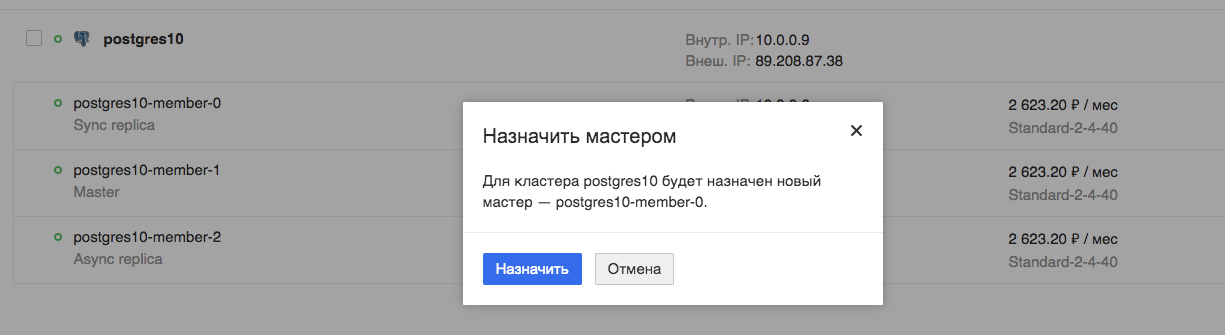 postgres10
Внутр. IP: 10.0.0.9
Внеш. IP: 89.208.87.38
postgres10-member-0
Sync replica
2 623.20 ₽ / мес
Standard-2-4-40
postgres10-member-1
Master
2 623.20 ₽ / мес
Standard-2-4-40
postgres10-member-2
Async replica
2 623.20 ₽ / мес
Standard-2-4-40
Назначить мастером
Для кластера postgres10 будет назначен новый
мастер — postgres10-member-0.
Назначить
Отмена